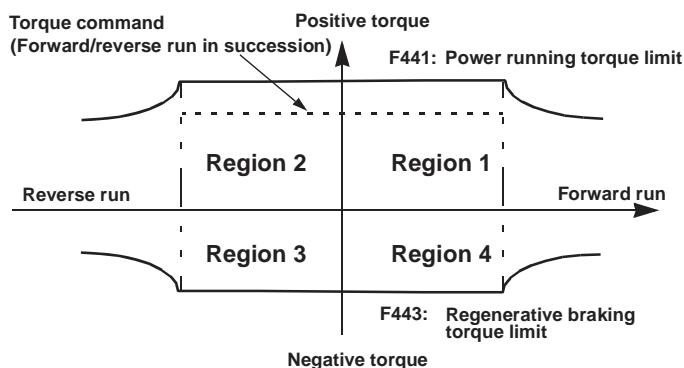 Torque command
(Forward/reverse run in succession)
Positive torque
F441: Power running torque limit
Region 2
Region 1
Reverse run
Forward run
Region 3
Region 4
F443: Regenerative braking
torque limit
Negative torque